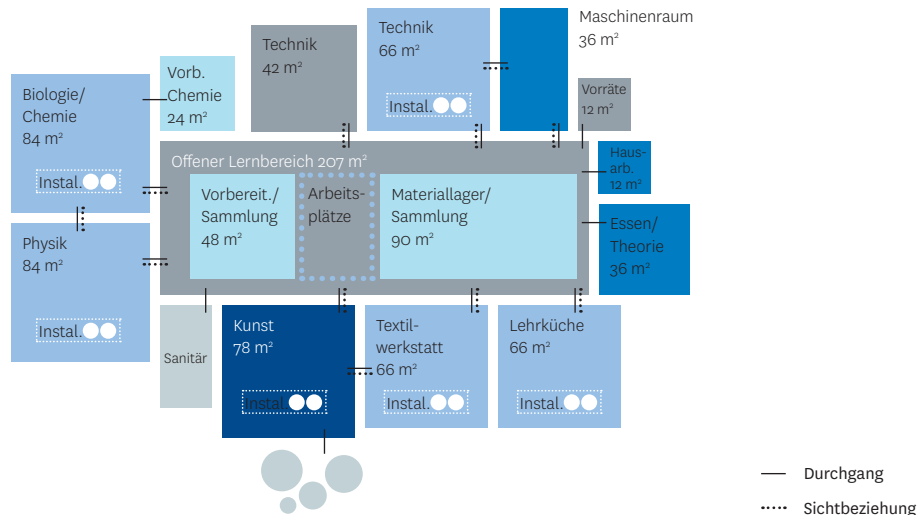 Technik
42 m²
Technik
66 m²
Instal.
Maschinenraum
36 m²
Vorräte
12 m²
Biologie/
Chemie
84 m²
Instal.
Vorb.
Chemie
24 m²
Offener Lernbereich 207 m²
Vorbereit./
Sammlung
48 m²
Arbeits-
plätze
Materiallager/
Sammlung
90 m²
Haus-
arb.
12 m²
Essen/
Theorie
36 m²
Physik
84 m²
Instal.
Sanitär
Kunst
78 m²
Instal.
Textil-
werkstatt
66 m²
Instal.
Lehrküche
66 m²
Instal.
Durchgang
Sichtbeziehung